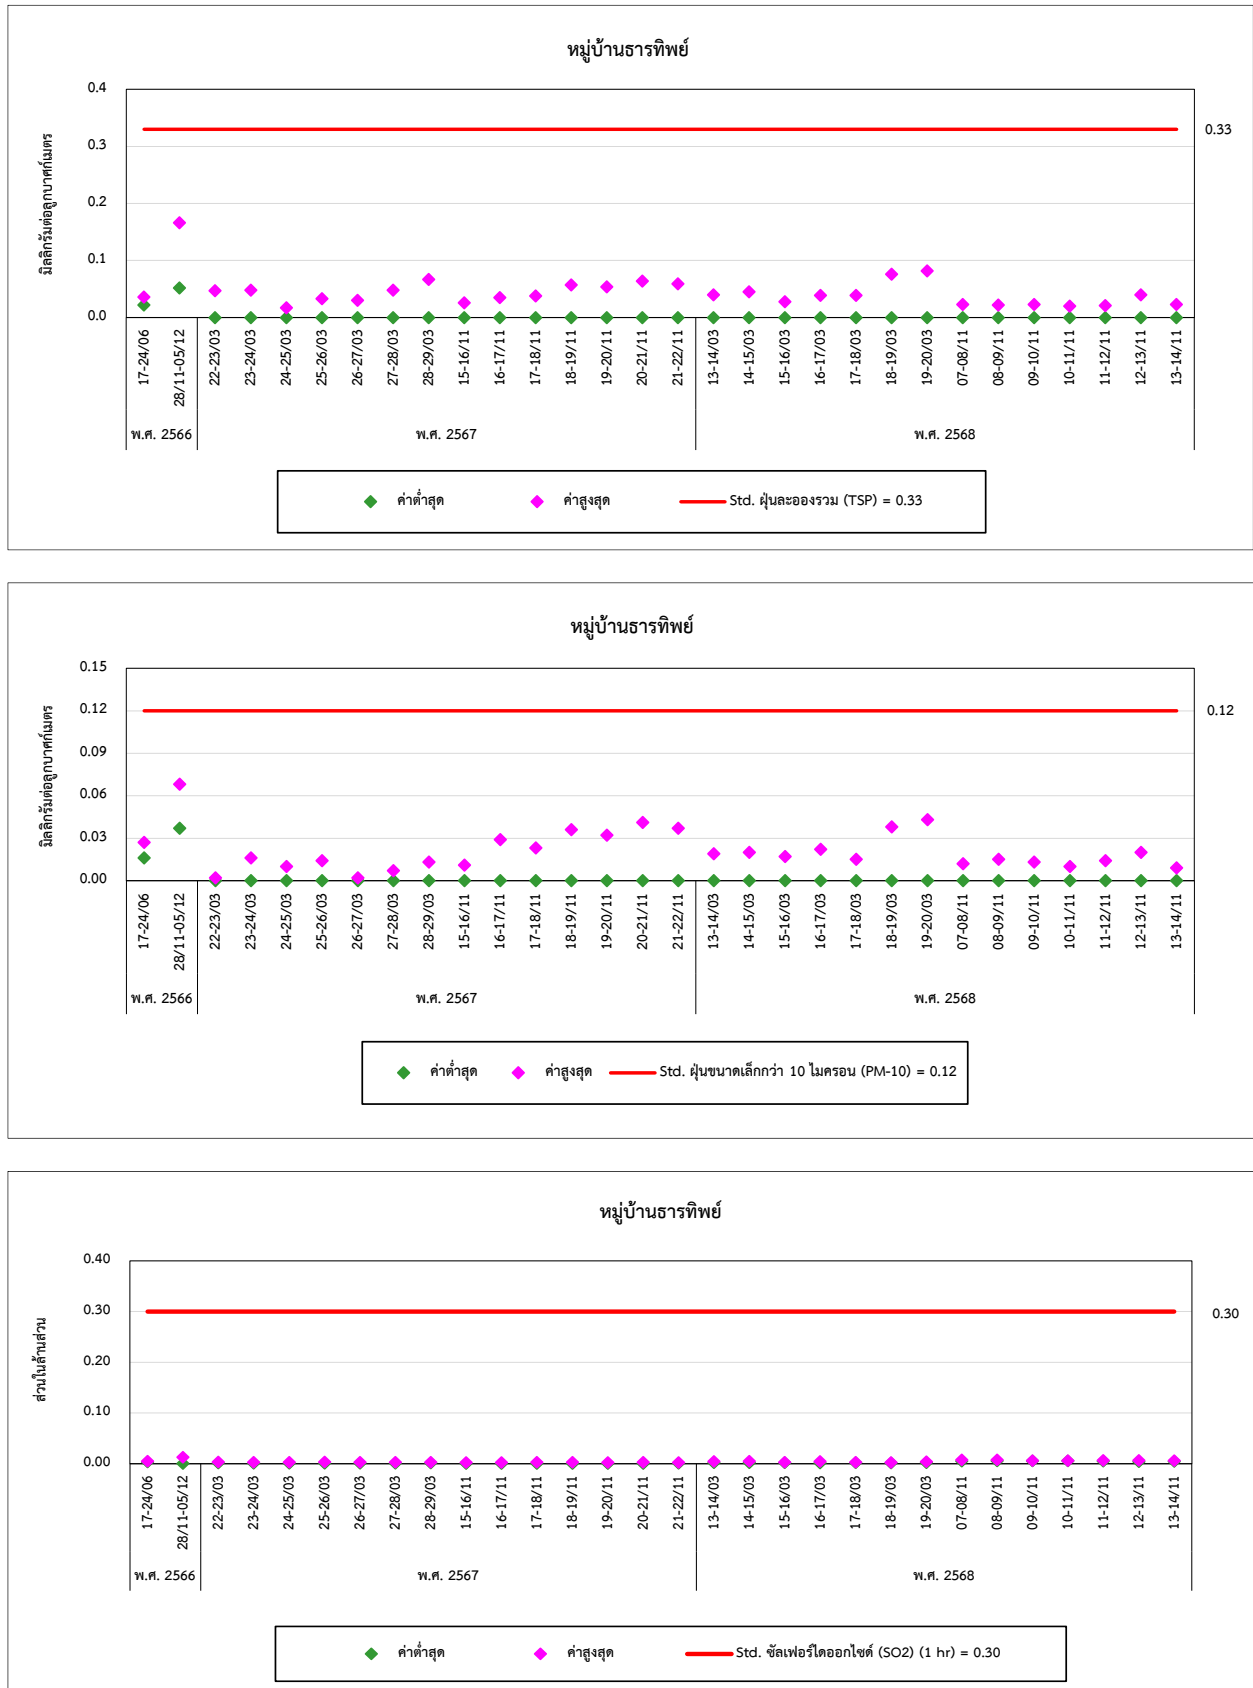 หมู่บ้านธารทิพย์
มิลลิกรัมต่อลูกบาศก์เมตร
0.4
0.3
0.2
0.1
0.0
0.33
17-24/06 28/11-05/12 22-23/03 23-24/03 24-25/03 25-26/03 26-27/03 27-28/03 28-29/03 15-16/11 16-17/11 17-18/11 18-19/11 19-20/11 20-21/11 21-22/11 13-14/03 14-15/03 15-16/03 16-17/03 17-18/03 18-19/03 19-20/03 07-08/11 08-09/11 09-10/11 10-11/11 11-12/11 12-13/11 13-14/11
พ.ศ. 2566 พ.ศ. 2567 พ.ศ. 2568
ค่าต่ำสุด ค่าสูงสุด Std. ฝุ่นละอองรวม (TSP) = 0.33
หมู่บ้านธารทิพย์
มิลลิกรัมต่อลูกบาศก์เมตร
0.15
0.12
0.09
0.06
0.03
0.00
0.12
17-24/06 28/11-05/12 22-23/03 23-24/03 24-25/03 25-26/03 26-27/03 27-28/03 28-29/03 15-16/11 16-17/11 17-18/11 18-19/11 19-20/11 20-21/11 21-22/11 13-14/03 14-15/03 15-16/03 16-17/03 17-18/03 18-19/03 19-20/03 07-08/11 08-09/11 09-10/11 10-11/11 11-12/11 12-13/11 13-14/11
พ.ศ. 2566 พ.ศ. 2567 พ.ศ. 2568
ค่าต่ำสุด ค่าสูงสุด Std. ฝุ่นขนาดเล็กกว่า 10 ไมครอน (PM-10) = 0.12
หมู่บ้านธารทิพย์
ส่วนในล้านส่วน
0.40
0.30
0.20
0.10
0.00
0.30
17-24/06 28/11-05/12 22-23/03 23-24/03 24-25/03 25-26/03 26-27/03 27-28/03 28-29/03 15-16/11 16-17/11 17-18/11 18-19/11 19-20/11 20-21/11 21-22/11 13-14/03 14-15/03 15-16/03 16-17/03 17-18/03 18-19/03 19-20/03 07-08/11 08-09/11 09-10/11 10-11/11 11-12/11 12-13/11 13-14/11
พ.ศ. 2566 พ.ศ. 2567 พ.ศ. 2568
ค่าต่ำสุด ค่าสูงสุด Std. ซัลเฟอร์ไดออกไซด์ (SO2) (1 hr) = 0.30